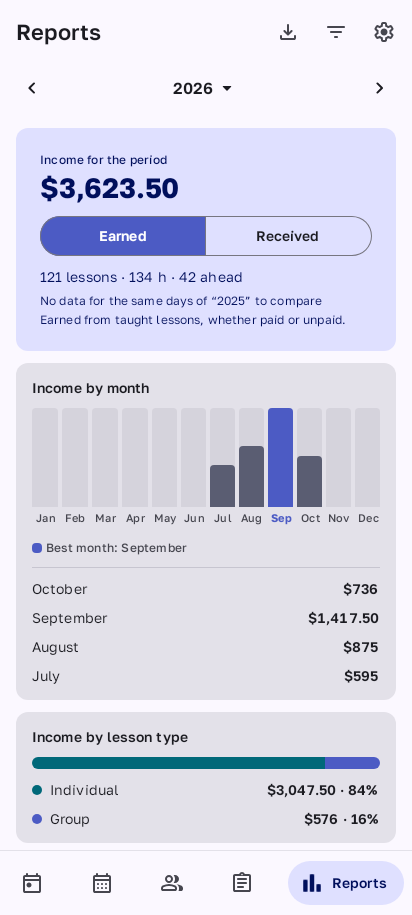 Reports
2026
Income for the period
$3,623.50
Earned
Received
121 lessons · 134 h · 42 ahead
No data for the same days of “2025” to compare
Earned from taught lessons, whether paid or unpaid.
Income by month
Jan Feb Mar Apr May Jun Jul Aug Sep Oct Nov Dec
Best month: September
October $736
September $1,417.50
August $875
July $595
Income by lesson type
Individual $3,047.50 · 84%
Group $576 · 16%
Reports